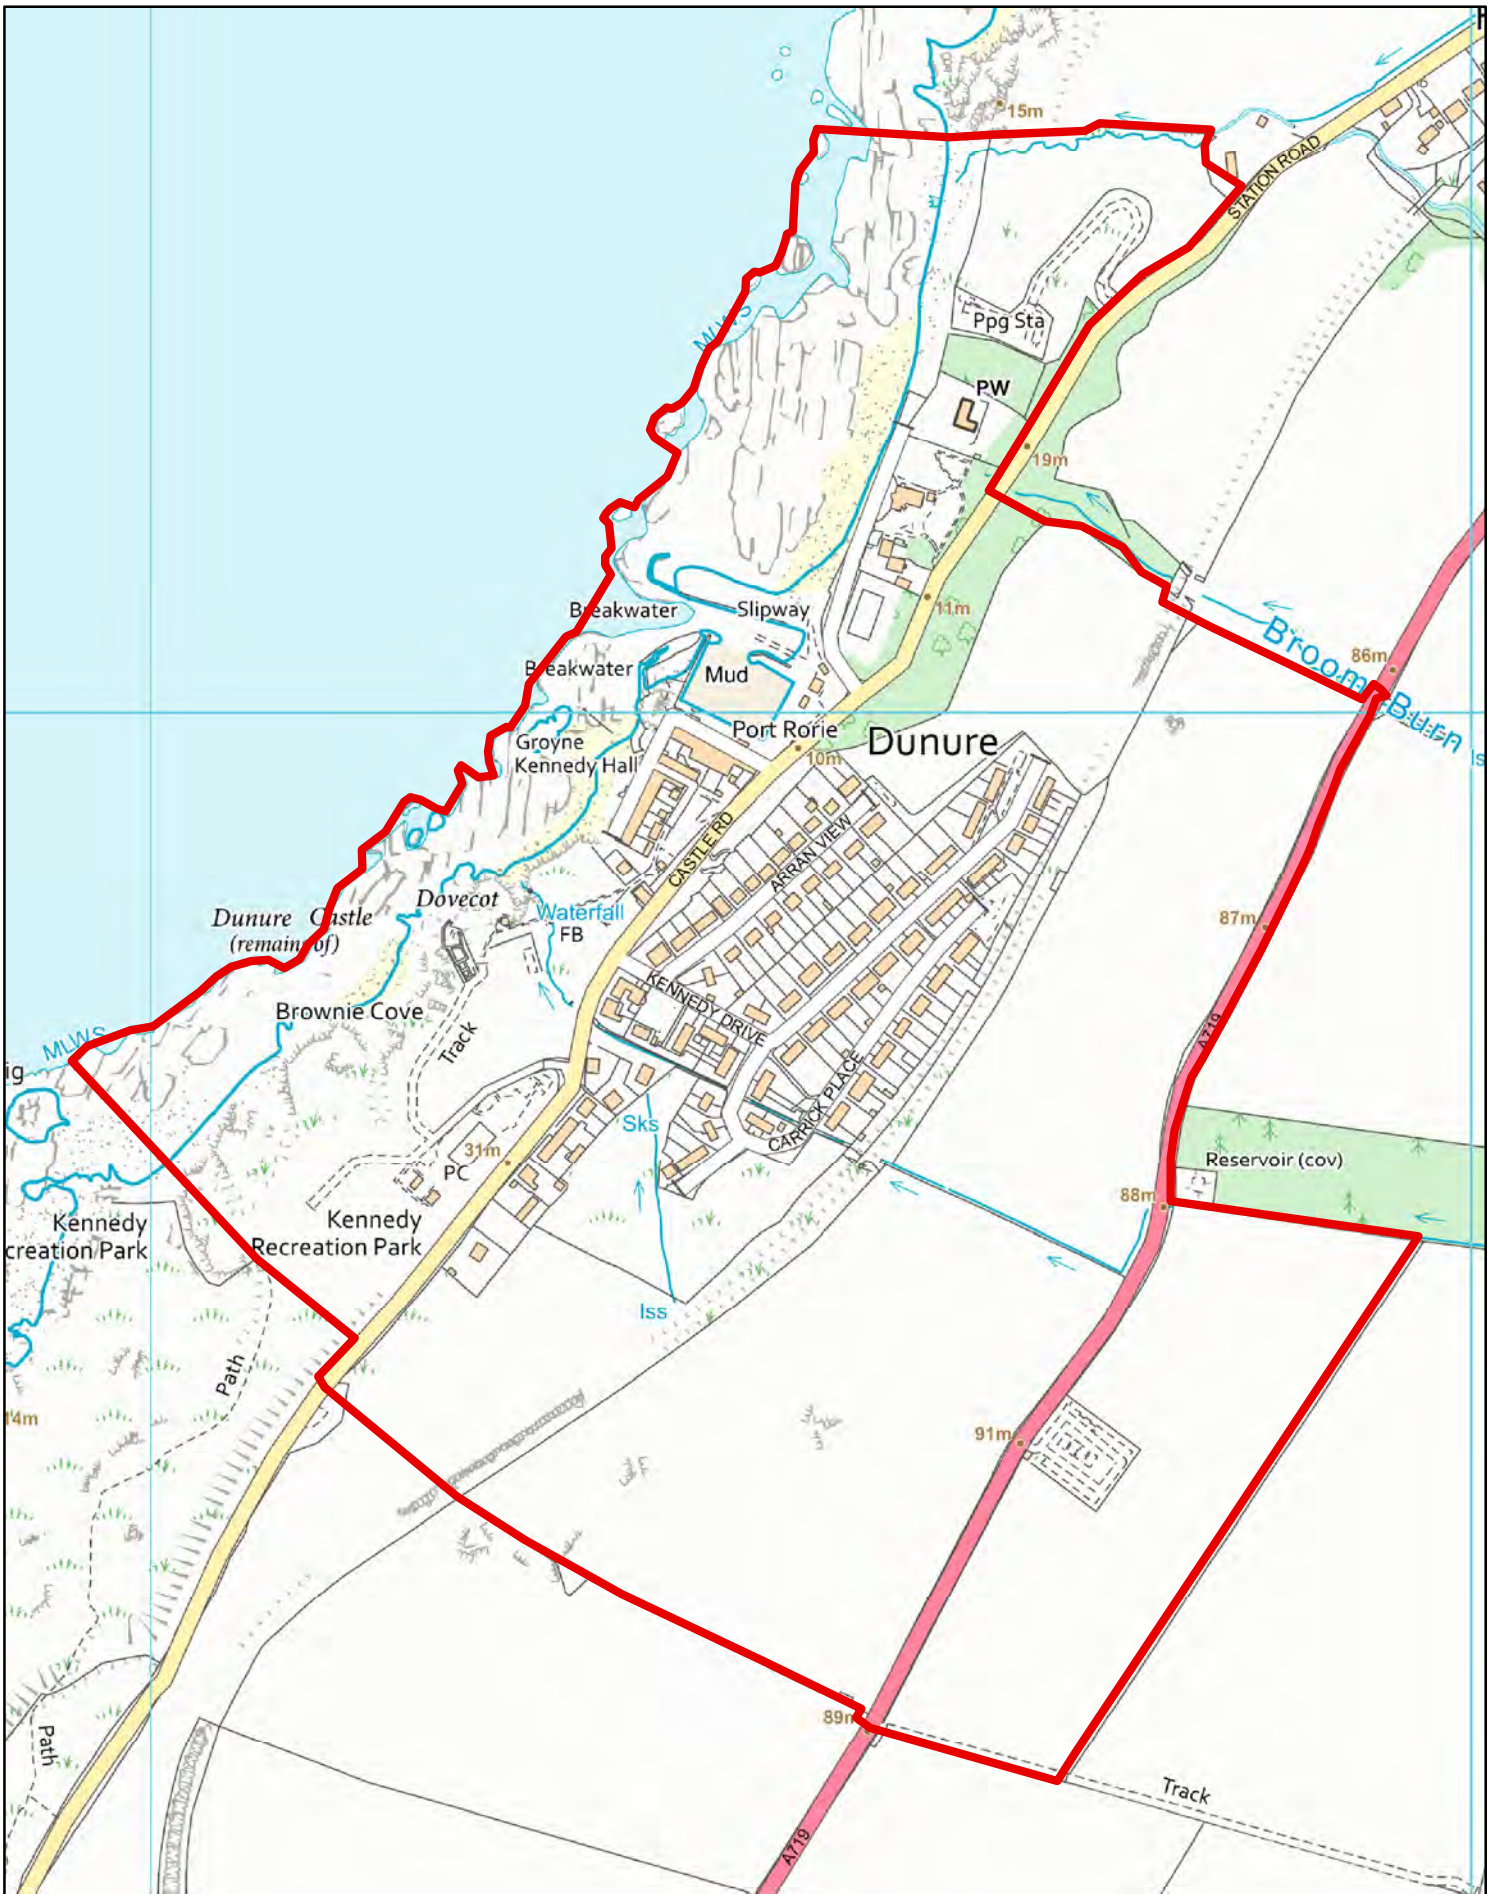 15m
STATION ROAD
MLWS
Ppg Sta
PW
19m
11m
Breakwater
Slipway
Breakwater
Mud
Broom Burn
86m
Port Rorie
Dunure
10m
Groyne
Kennedy Hall
Iss
CASTLE RD
ARRAN VIEW
Dovecot
Dunure Castle
(remains of)
Waterfall
FB
87m
KENNEDY DRIVE
Brownie Cove
Track
A719
MLWS
ig
CARRICK PLACE
Sks
31m
PC
Reservoir (cov)
88m
Kennedy
creation Park
Kennedy
Recreation Park
Iss
Path
14m
91m
89m
Path
Track
A719